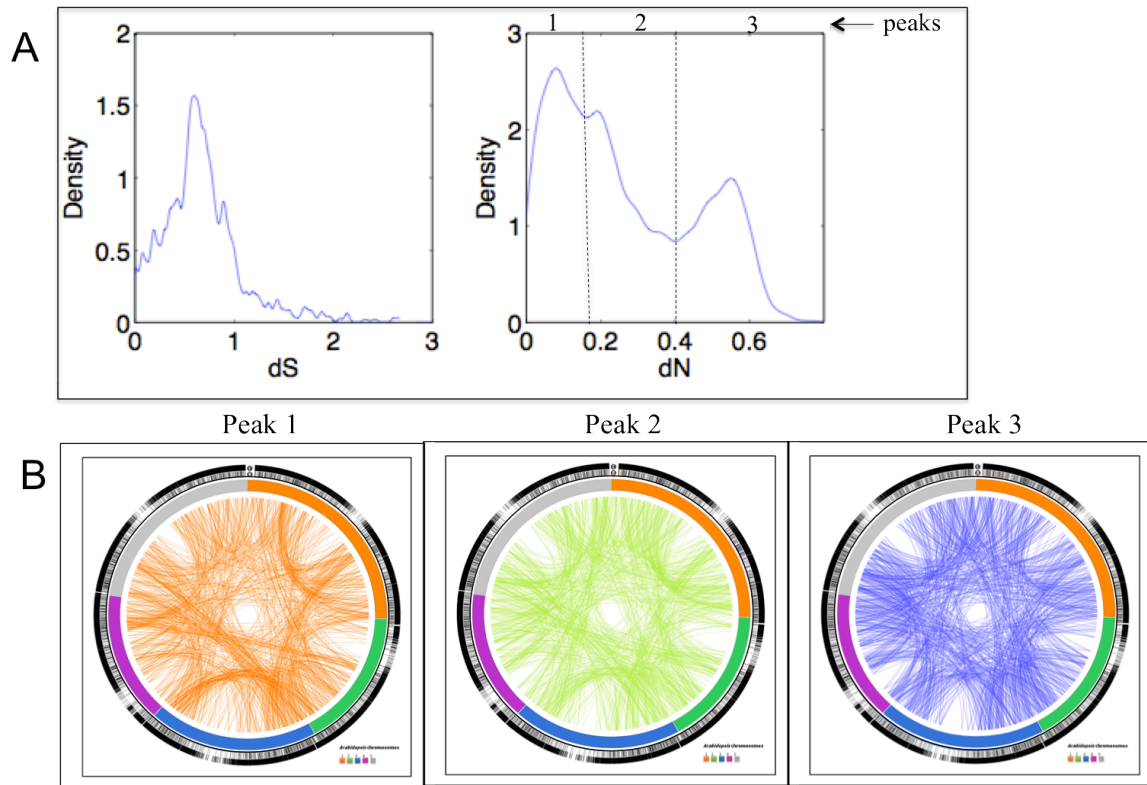 A
1 2 3 peaks
2
1.5
1
0.5
0
Density
0 1 2 3
dS
3
2
1
0
Density
0 0.2 0.4 0.6
dN
Peak 1 Peak 2 Peak 3
B
Arabidopsis chromosomes
Arabidopsis chromosomes
Arabidopsis chromosomes